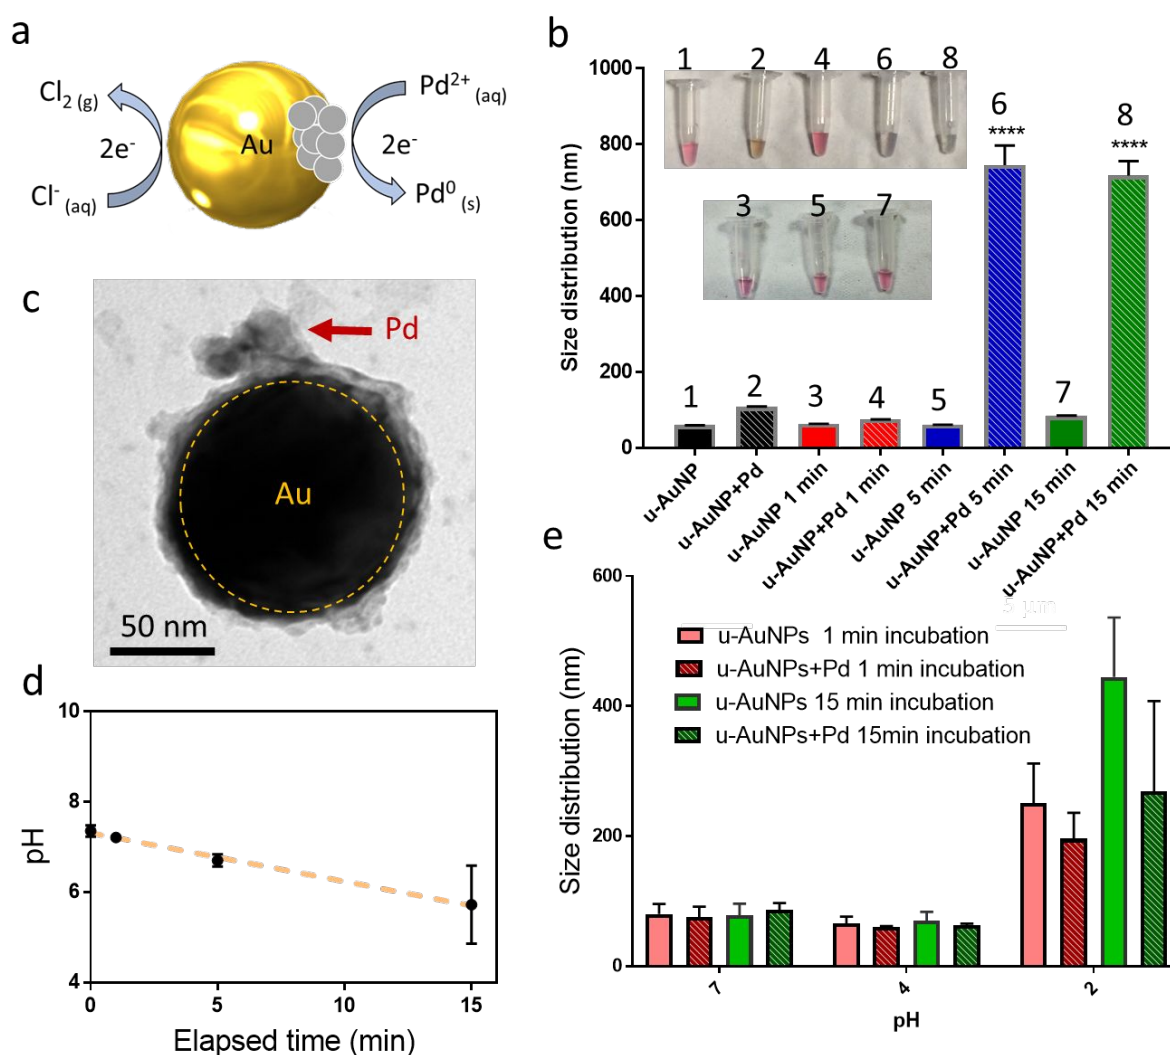 a
Cl2 (g)
2e-
Cl- (aq)
Au
Pd2+ (aq)
2e-
Pd0 (s)
b
Size distribution (nm)
1000
800
600
400
200
0
1 2 4 6 8
3 5 7
1
2
3
4
5
6
****
7
8
****
u-AuNP
u-AuNP+Pd
u-AuNP 1 min
u-AuNP+Pd 1 min
u-AuNP 5 min
u-AuNP+Pd 5 min
u-AuNP 15 min
u-AuNP+Pd 15 min
c
Pd
Au
50 nm
d
pH
10
8
6
4
0 5 10 15
Elapsed time (min)
e
Size distribution (nm)
600
400
200
0
5 µm
u-AuNPs 1 min incubation
u-AuNPs+Pd 1 min incubation
u-AuNPs 15 min incubation
u-AuNPs+Pd 15min incubation
7 4 2
pH